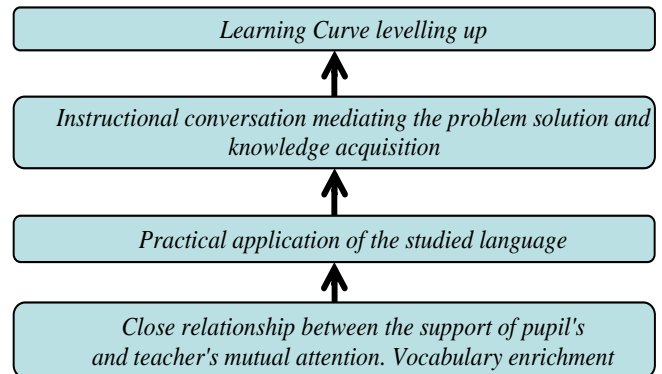 Learning Curve levelling up
Instructional conversation mediating the problem solution and
knowledge acquisition
Practical application of the studied language
Close relationship between the support of pupil's
and teacher's mutual attention. Vocabulary enrichment